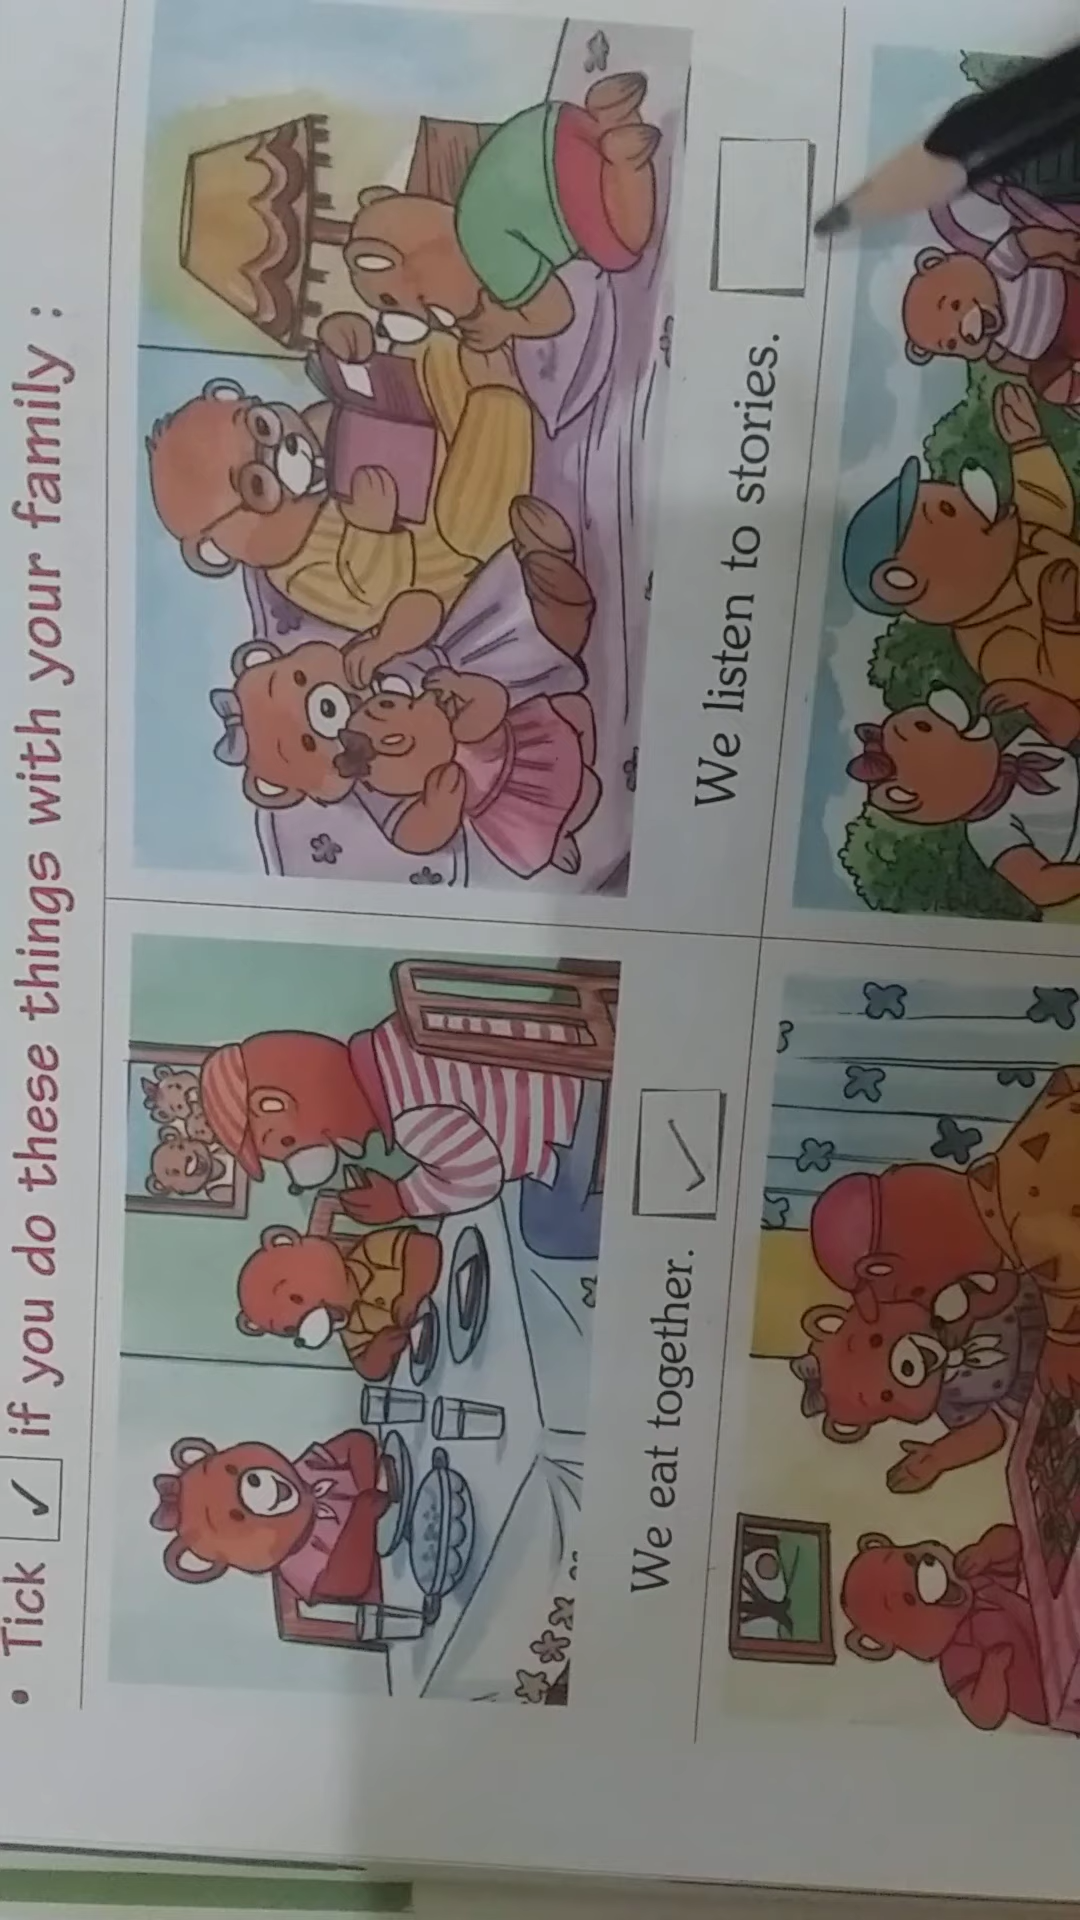 • Tick ✓ if you do these things with your family :
We eat together. ✓
We listen to stories.